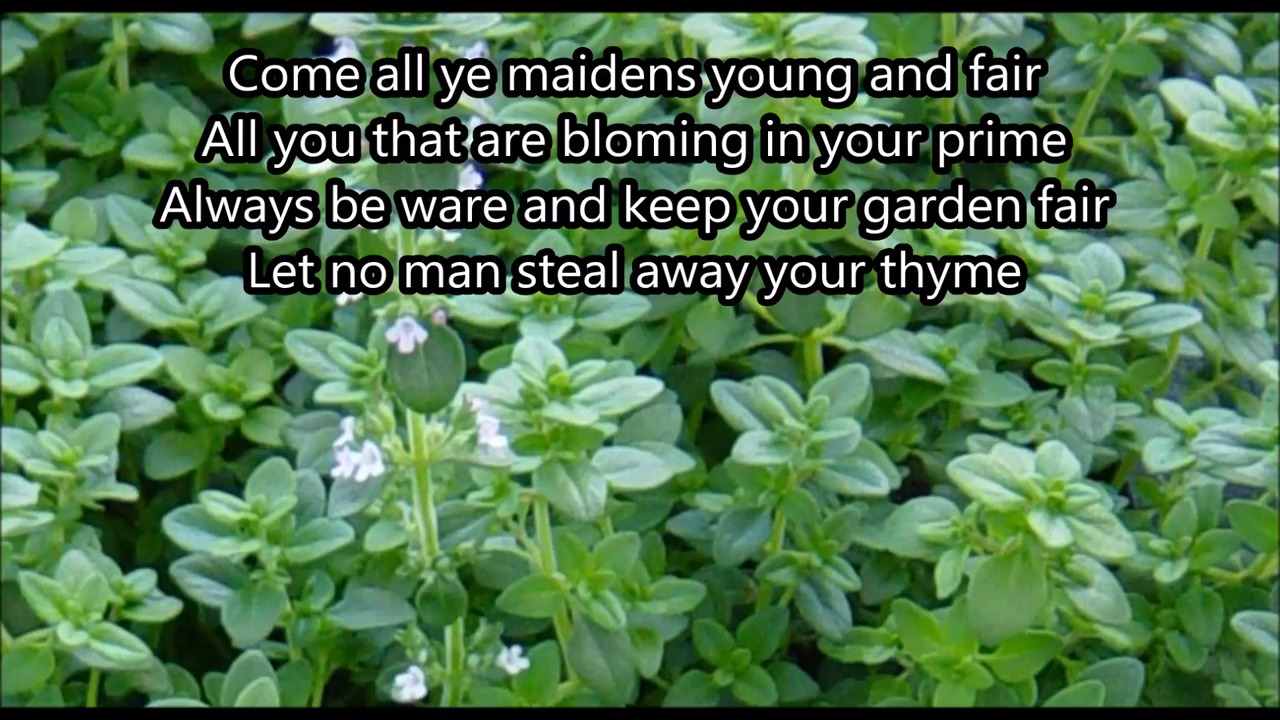 Come all ye maidens young and fair
All you that are bloming in your prime
Always be ware and keep your garden fair
Let no man steal away your thyme